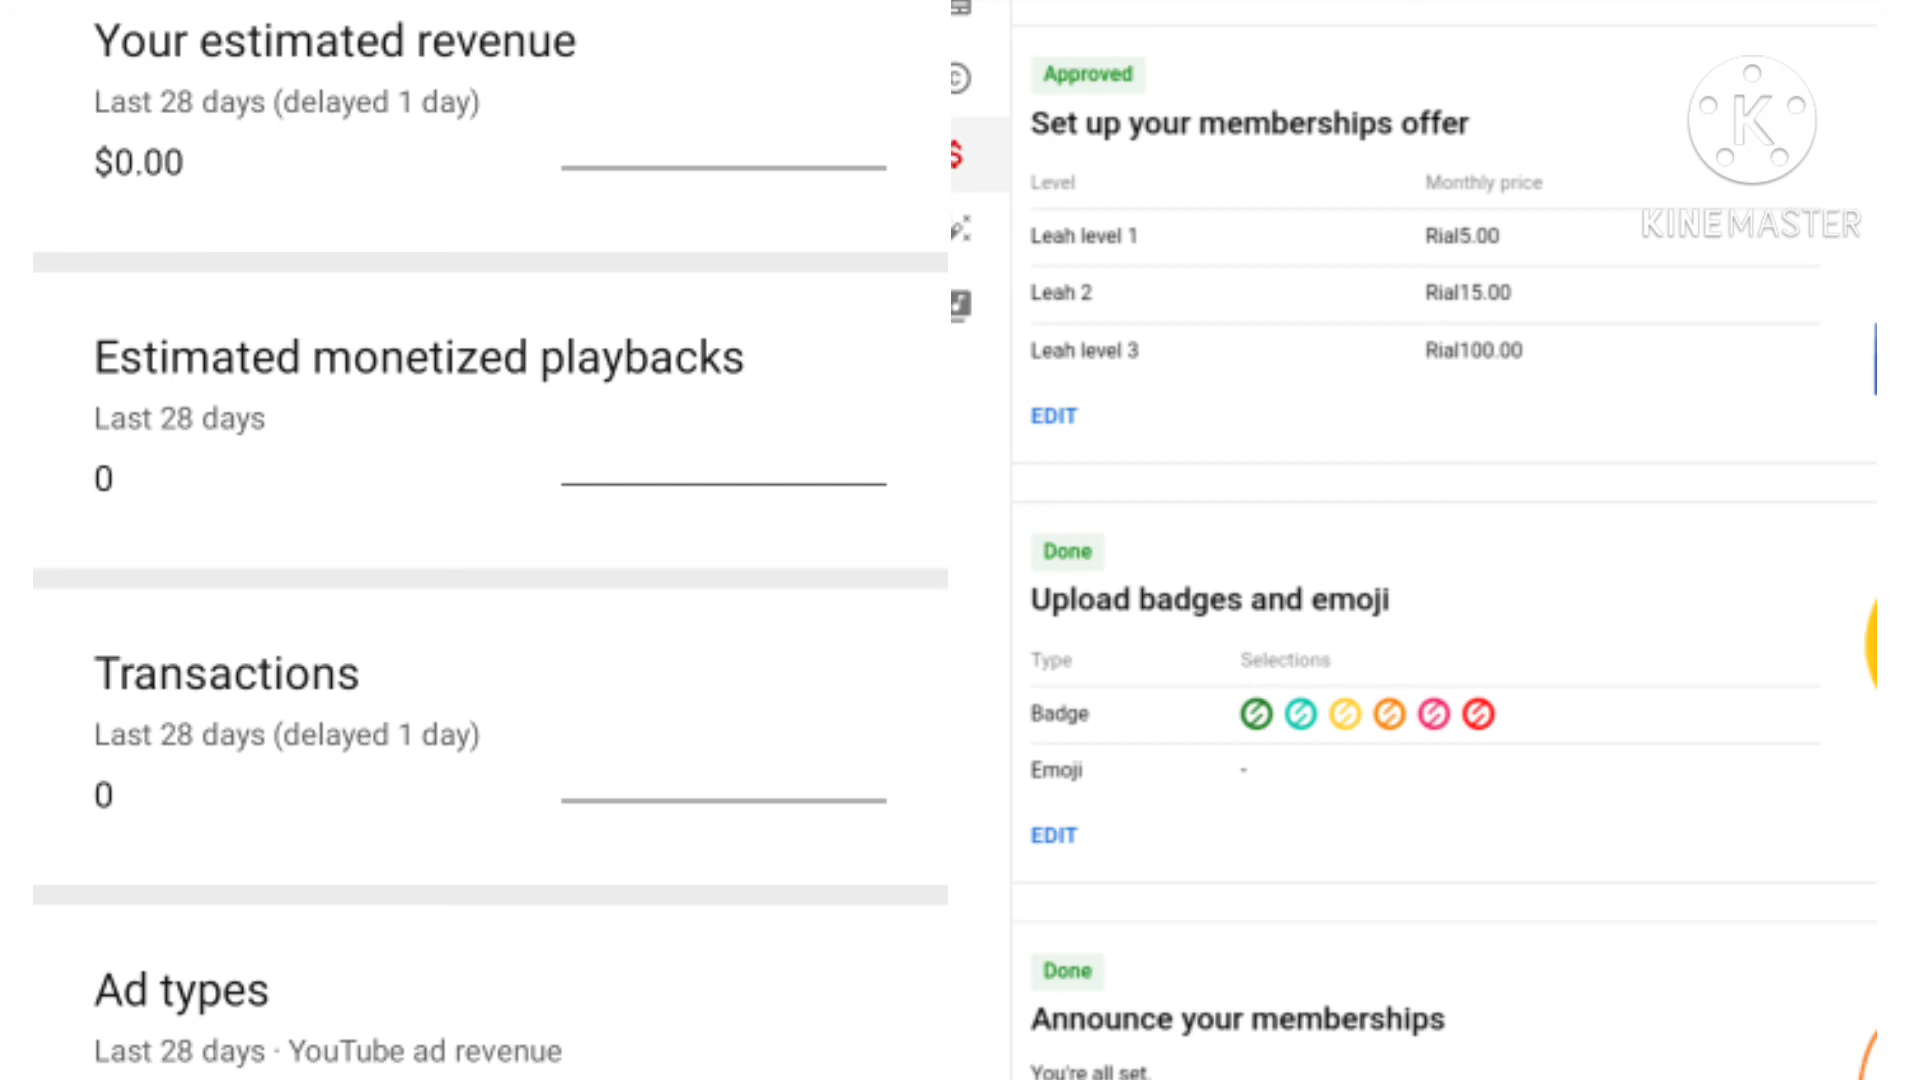 Your estimated revenue
Last 28 days (delayed 1 day)
$0.00
Estimated monetized playbacks
Last 28 days
0
Transactions
Last 28 days (delayed 1 day)
0
Ad types
Last 28 days · YouTube ad revenue
Approved
Set up your memberships offer
Level Monthly price
Leah level 1 Rial5.00
Leah 2 Rial15.00
Leah level 3 Rial100.00
EDIT
Done
Upload badges and emoji
Type Selections
Badge
Emoji -
EDIT
Done
Announce your memberships
You're all set.
K
KINEMASTER